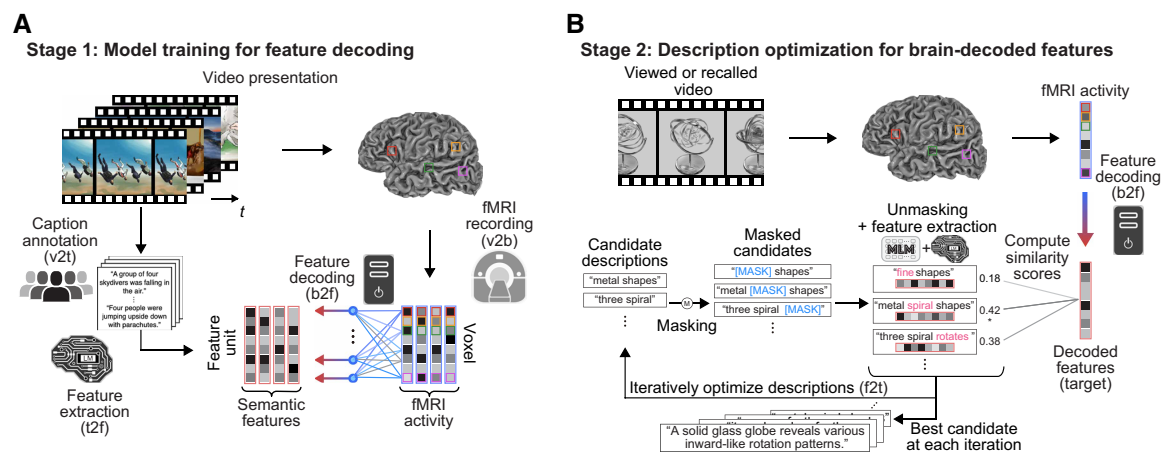 A
Stage 1: Model training for feature decoding
Video presentation
t
Caption
annotation
(v2t)
"A group of four
skydivers was falling in
the air."
"Four people were
jumping upside down
with parachutes."
LM
Feature
extraction
(t2f)
fMRI
recording
(v2b)
Feature
decoding
(b2f)
Feature
unit
Voxel
Semantic
features
fMRI
activity
B
Stage 2: Description optimization for brain-decoded features
Viewed or recalled
video
fMRI activity
Feature
decoding
(b2f)
Candidate
descriptions
"metal shapes"
"three spiral"
M
Masking
Masked
candidates
"[MASK] shapes"
"metal [MASK] shapes"
"three spiral [MASK]"
Unmasking
+ feature extraction
MLM
+
LM
"fine shapes"
0.18
"metal spiral shapes"
0.42
*
"three spiral rotates "
0.38
Compute
similarity
scores
Decoded
features
(target)
Iteratively optimize descriptions (f2t)
"A solid glass globe reveals various
inward-like rotation patterns."
Best candidate
at each iteration